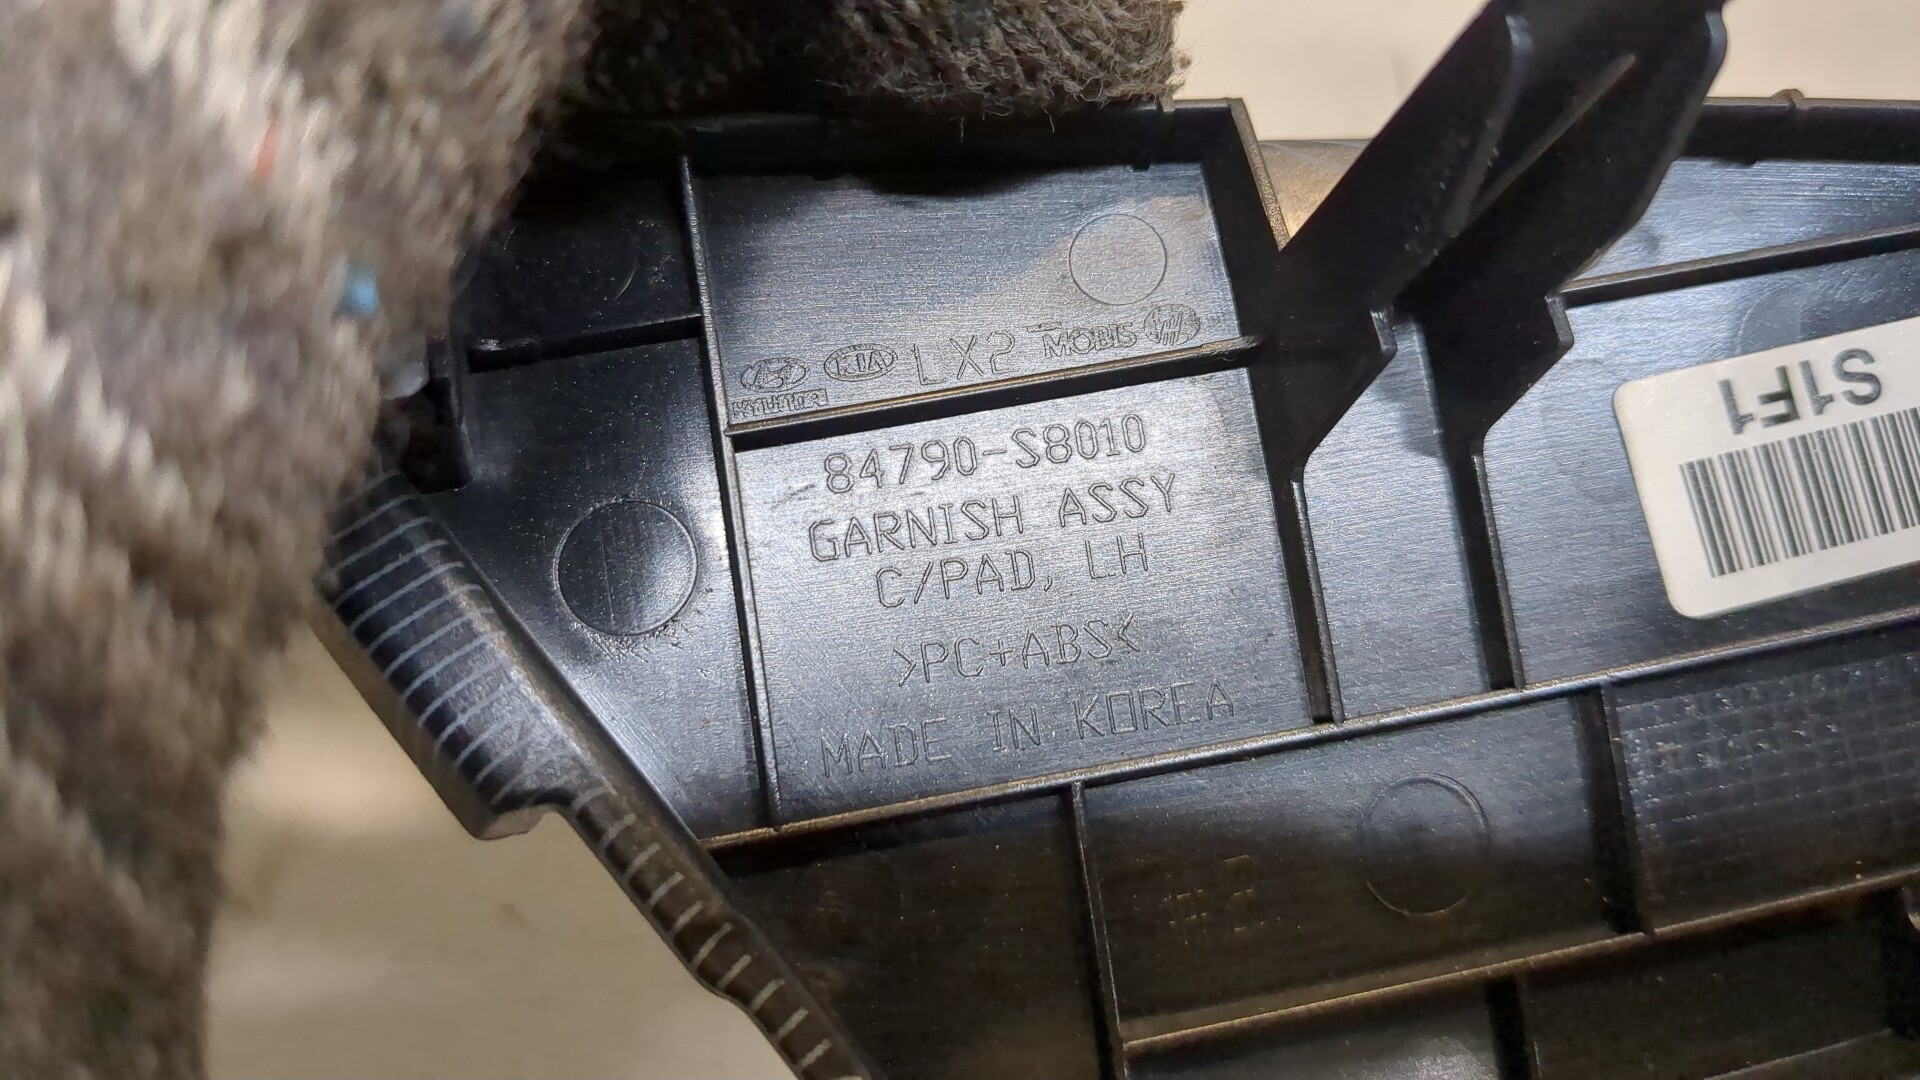 HYUNDAI KIA LX2 MOBIS
84790-S8010
GARNISH ASSY
C/PAD, LH
>PC+ABS<
MADE IN KOREA
S1F1